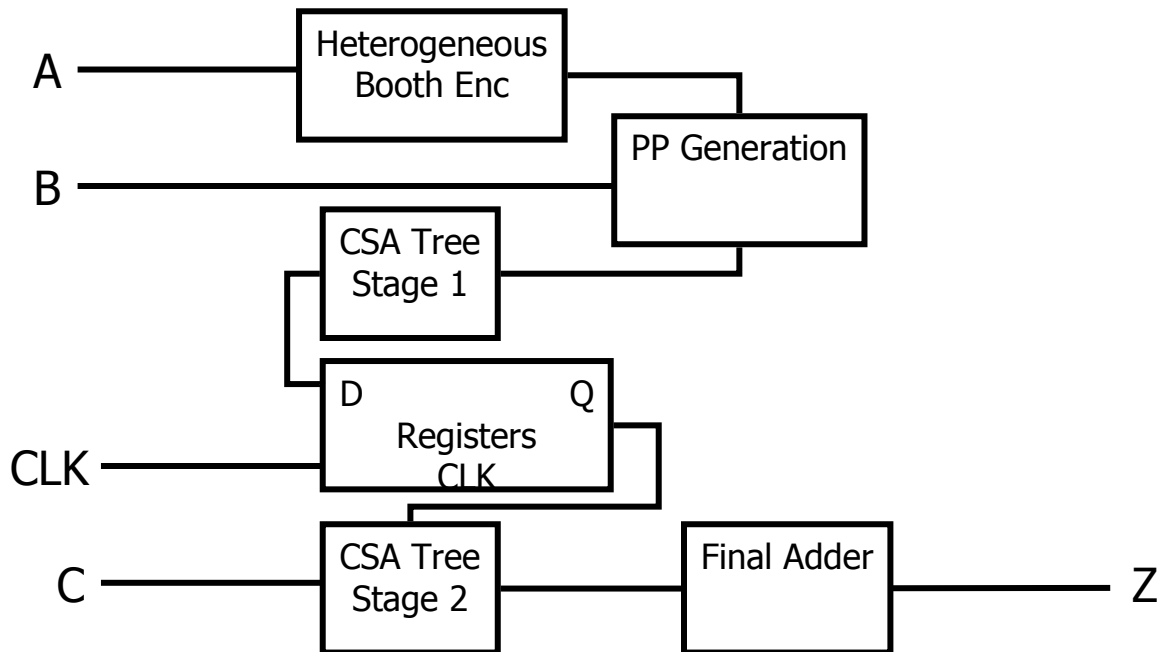 Heterogeneous
Booth Enc
A
PP Generation
B
CSA Tree
Stage 1
D
Q
Registers
CLK
CLK
CSA Tree
Stage 2
Final Adder
C
Z